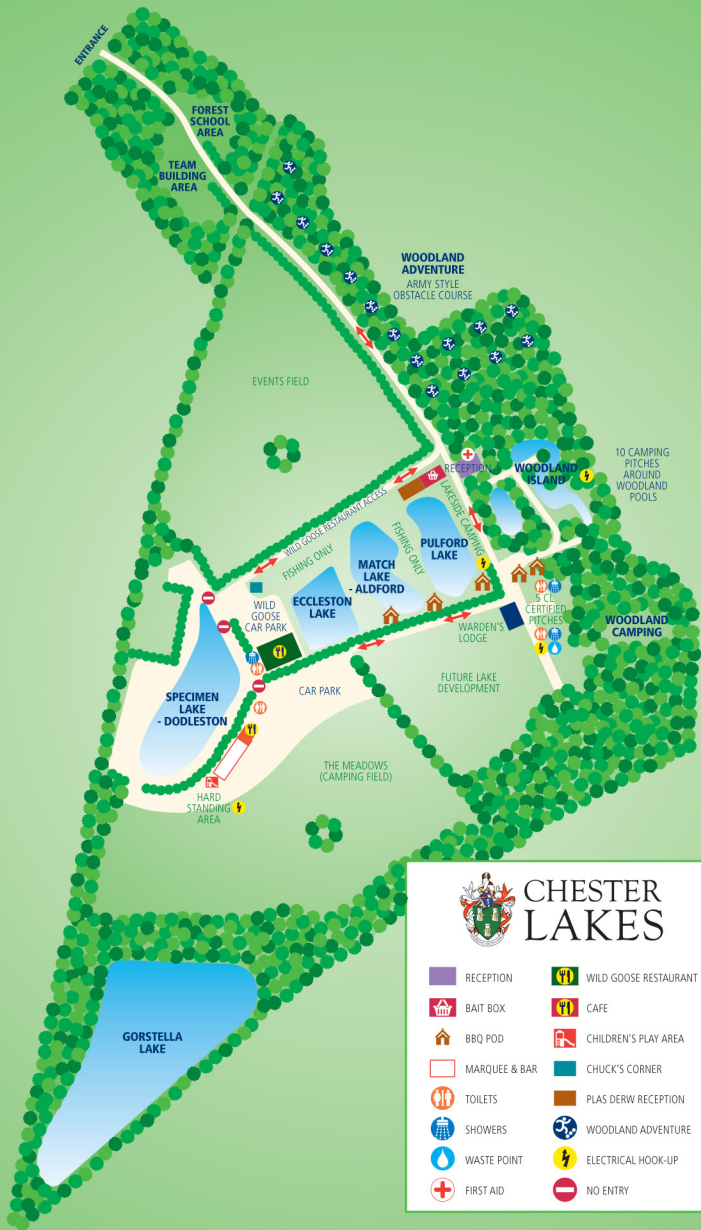 ENTRANCE
FOREST
SCHOOL
AREA
TEAM
BUILDING
AREA
WOODLAND
ADVENTURE
ARMY STYLE
OBSTACLE COURSE
EVENTS FIELD
RECEPTION
WOODLAND
ISLAND
10 CAMPING
PITCHES
AROUND
WOODLAND
POOLS
WILD GOOSE RESTAURANT ACCESS
LAKESIDE CAMPING
FISHING ONLY
FISHING ONLY
PULFORD
LAKE
MATCH
LAKE
- ALDFORD
ECCLESTON
LAKE
WILD
GOOSE
CAR PARK
5 CL
CERTIFIED
PITCHES
WARDEN'S
LODGE
WOODLAND
CAMPING
SPECIMEN
LAKE
- DODLESTON
CAR PARK
FUTURE LAKE
DEVELOPMENT
THE MEADOWS
(CAMPING FIELD)
HARD
STANDING
AREA
GORSTELLA
LAKE
CHESTER
LAKES
RECEPTION
WILD GOOSE RESTAURANT
BAIT BOX
CAFE
BBQ POD
CHILDREN'S PLAY AREA
MARQUEE & BAR
CHUCK'S CORNER
TOILETS
PLAS DERW RECEPTION
SHOWERS
WOODLAND ADVENTURE
WASTE POINT
ELECTRICAL HOOK-UP
FIRST AID
NO ENTRY